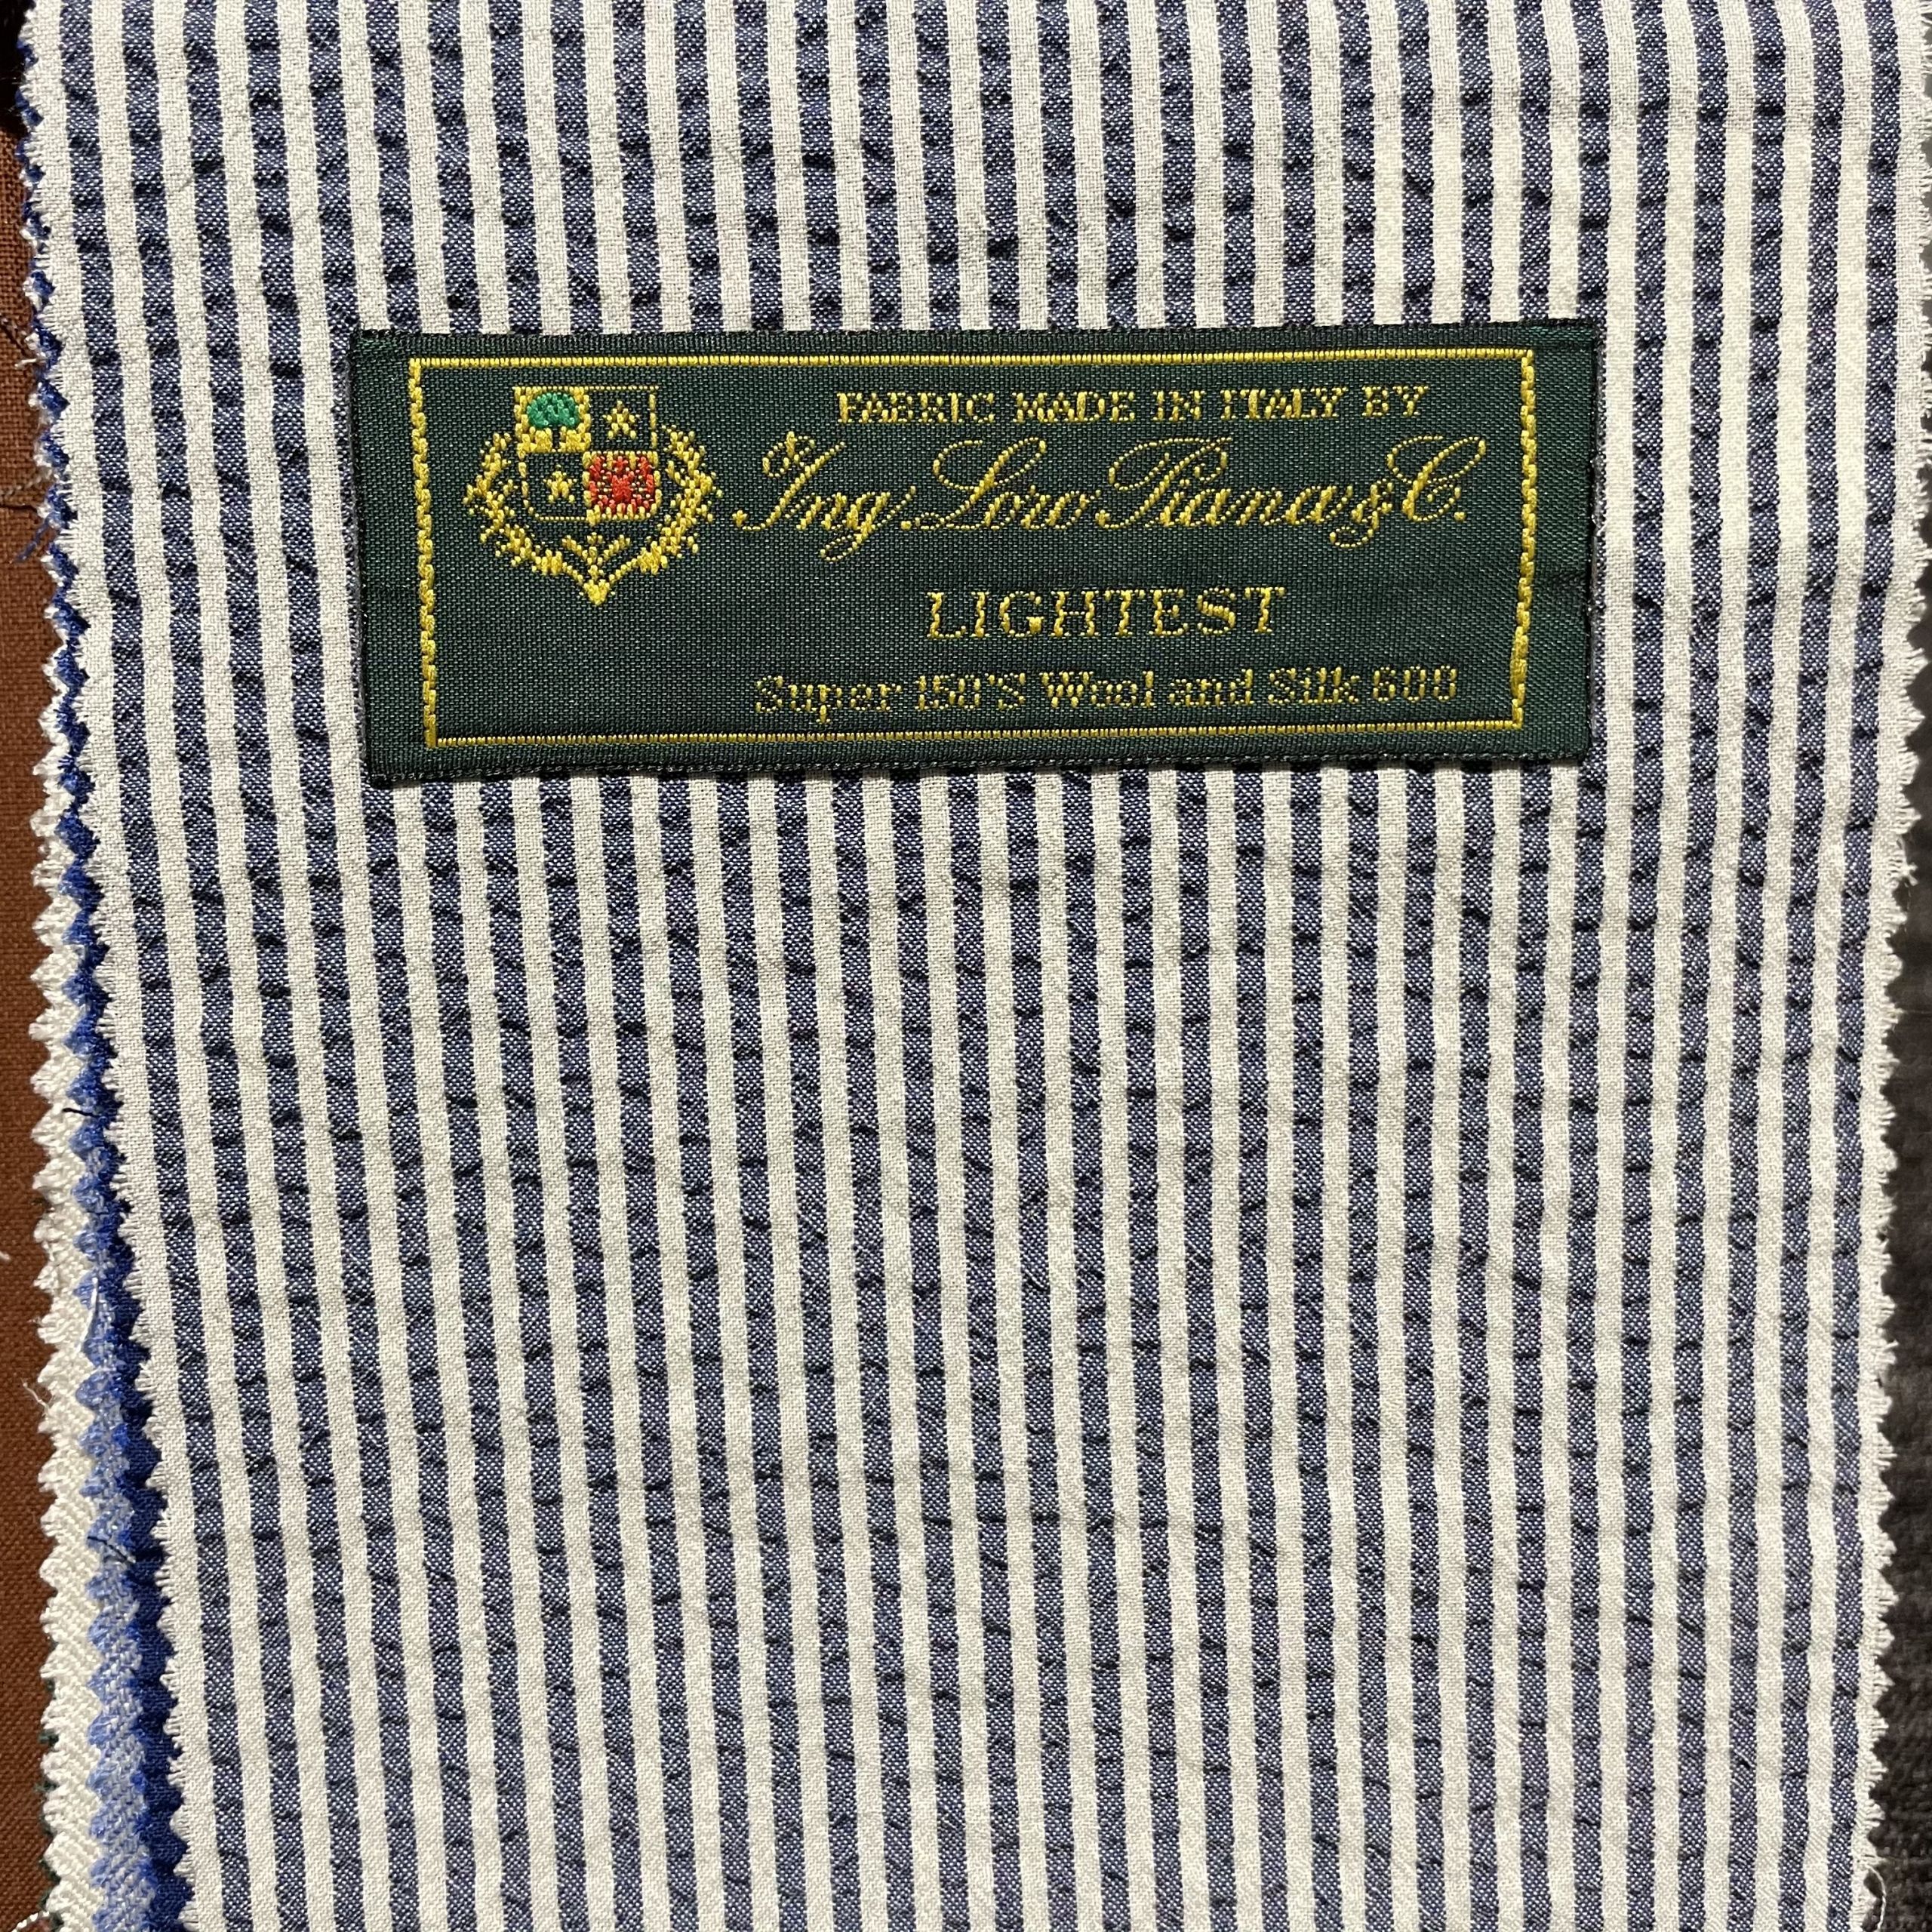 FABRIC MADE IN ITALY BY
Ing. Loro Piana & C.
LIGHTEST
Super 150'S Wool and Silk 600